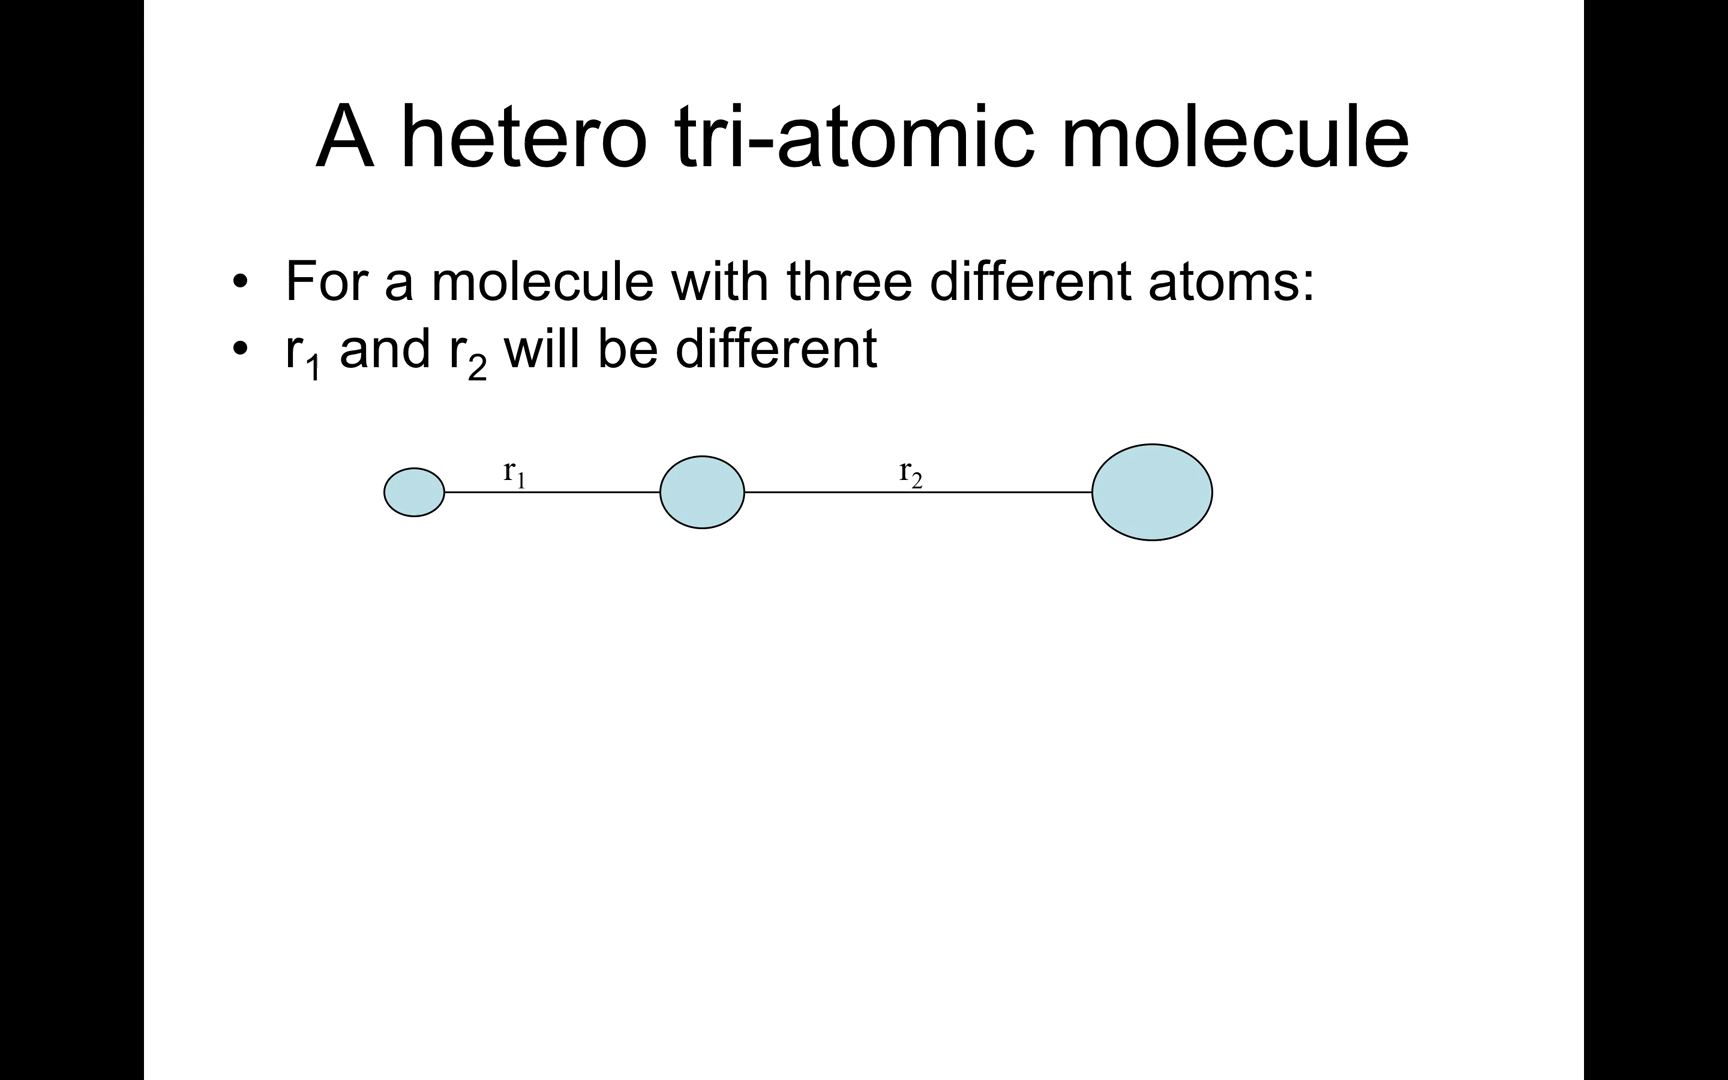 A hetero tri-atomic molecule
• For a molecule with three different atoms:
• r₁ and r₂ will be different
r₁ r₂